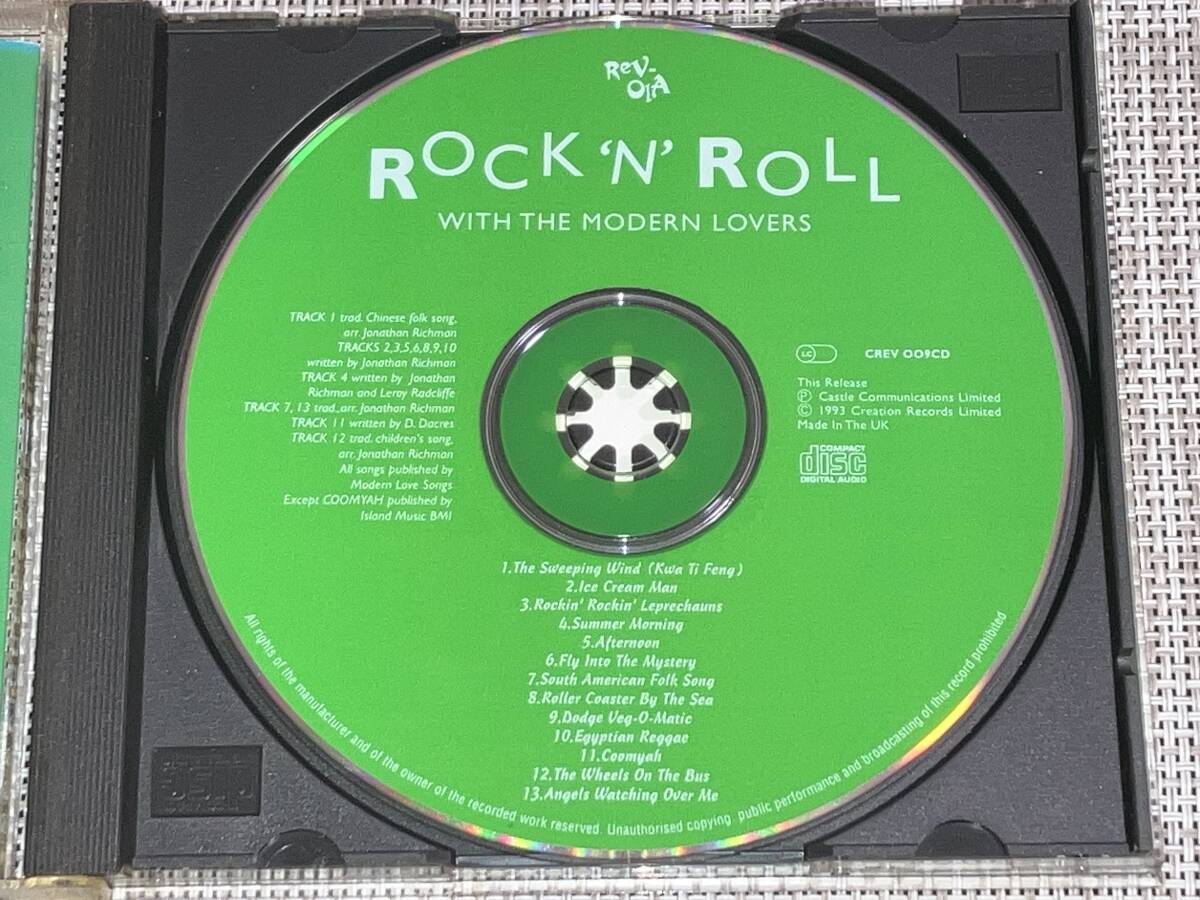 Rev-
Ola
ROCK 'N' ROLL
WITH THE MODERN LOVERS
TRACK 1 trad. Chinese folk song,
arr. Jonathan Richman
TRACKS 2,3,5,6,8,9,10
written by Jonathan Richman
TRACK 4 written by Jonathan
Richman and Leroy Radcliffe
TRACK 7, 13 trad.,arr. Jonathan Richman
TRACK 11 written by D. Dacres
TRACK 12 trad. children's song,
arr. Jonathan Richman
All songs published by
Modern Love Songs
Except COOMYAH published by
Island Music BMI
LC
CREV OO9CD
This Release
Ⓟ Castle Communications Limited
© 1993 Creation Records Limited
Made In The UK
COMPACT
disc
DIGITAL AUDIO
1.The Sweeping Wind (Kwa Ti Feng)
2.Ice Cream Man
3.Rockin' Rockin' Leprechauns
4.Summer Morning
5.Afternoon
6.Fly Into The Mystery
7.South American Folk Song
8.Roller Coaster By The Sea
9.Dodge Veg-O-Matic
10.Egyptian Reggae
11.Coomyah
12.The Wheels On The Bus
13.Angels Watching Over Me
All rights of the manufacturer and of the owner of the recorded work reserved. Unauthorised copying, public performance and broadcasting of this record prohibited